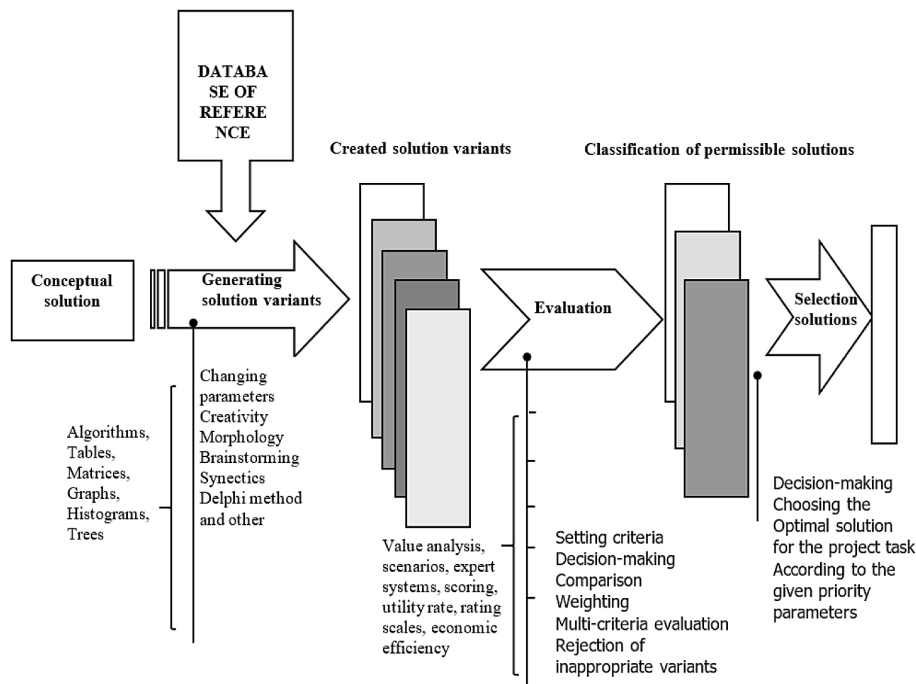 DATABA
SE OF
REFERE
NCE
Created solution variants
Classification of permissible solutions
Conceptual
solution
Generating
solution variants
Evaluation
Selection
solutions
Changing
parameters
Creativity
Morphology
Brainstorming
Synectics
Delphi method
and other
Algorithms,
Tables,
Matrices,
Graphs,
Histograms,
Trees
Value analysis,
scenarios, expert
systems, scoring,
utility rate, rating
scales, economic
efficiency
Setting criteria
Decision-making
Comparison
Weighting
Multi-criteria evaluation
Rejection of
inappropriate variants
Decision-making
Choosing the
Optimal solution
for the project task
According to the
given priority
parameters